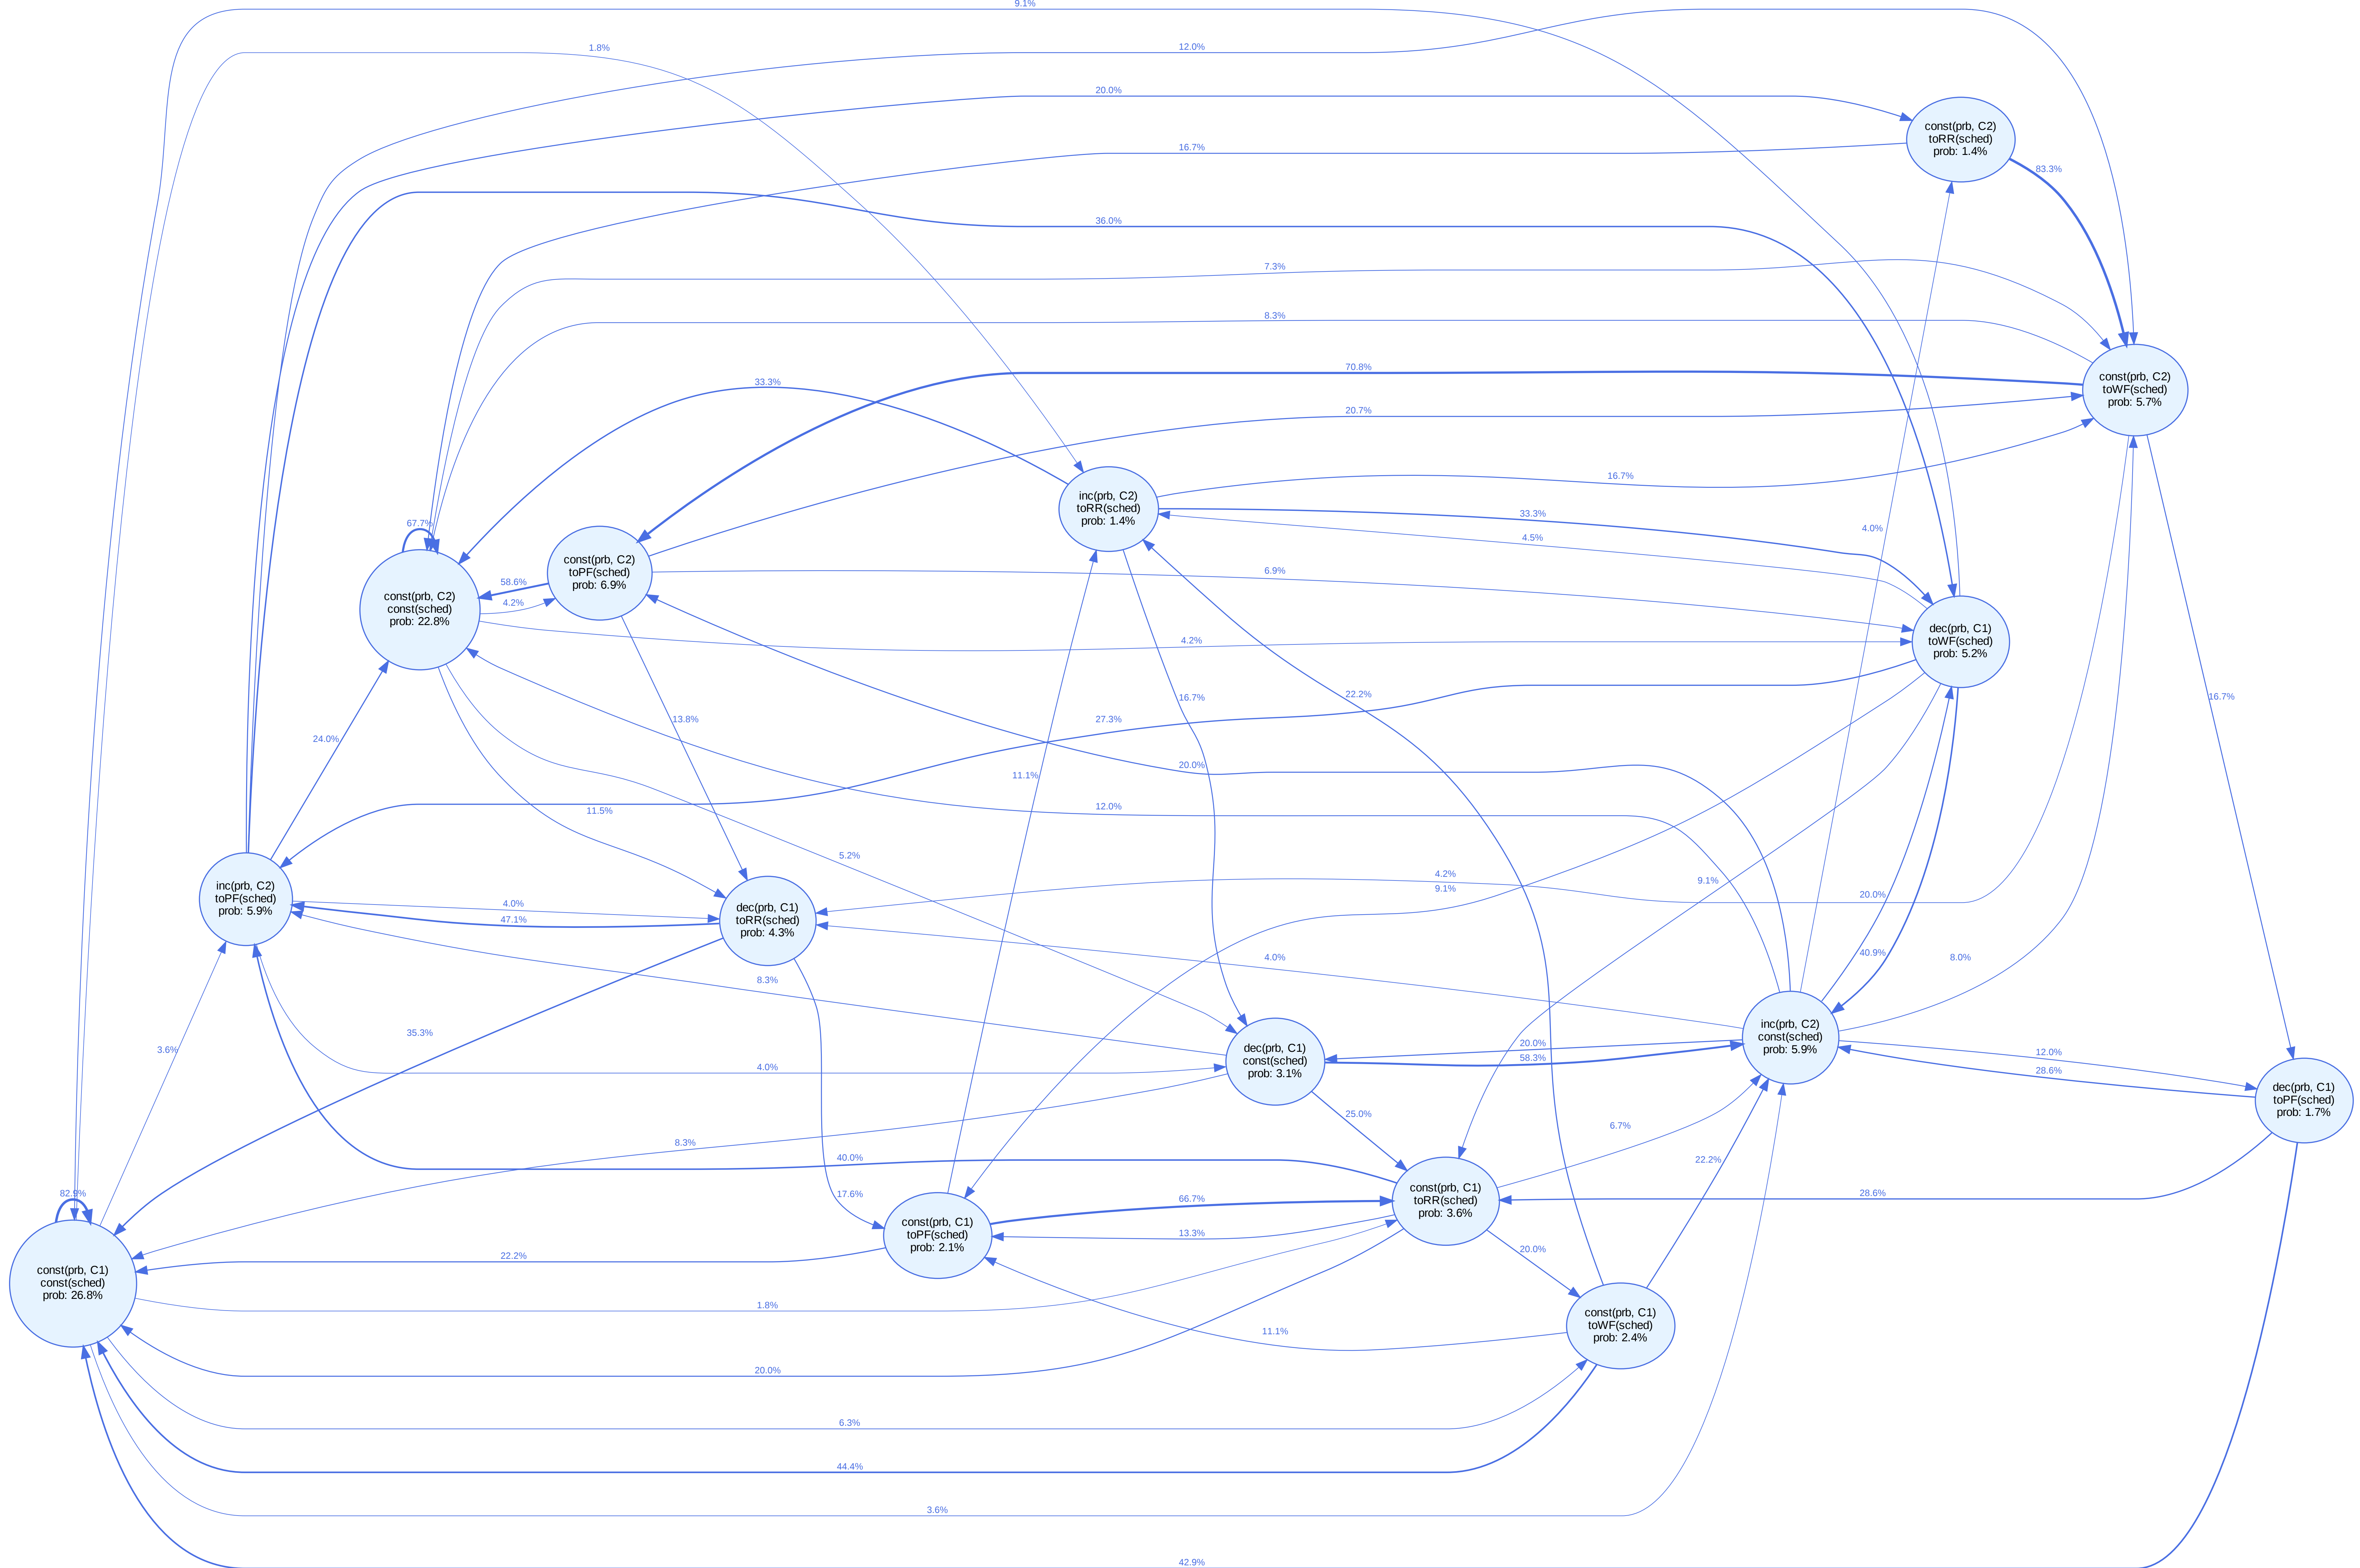 9.1%
1.8%
12.0%
20.0%
const(prb, C2)
toRR(sched)
prob: 1.4%
16.7%
83.3%
36.0%
7.3%
8.3%
const(prb, C2)
toWF(sched)
prob: 5.7%
70.8%
33.3%
20.7%
16.7%
inc(prb, C2)
toRR(sched)
prob: 1.4%
33.3%
4.5%
4.0%
67.7%
const(prb, C2)
toPF(sched)
prob: 6.9%
58.6%
4.2%
6.9%
const(prb, C2)
const(sched)
prob: 22.8%
4.2%
dec(prb, C1)
toWF(sched)
prob: 5.2%
16.7%
22.2%
16.7%
13.8%
27.3%
24.0%
20.0%
11.1%
12.0%
11.5%
5.2%
4.2%
9.1%
9.1%
20.0%
inc(prb, C2)
toPF(sched)
prob: 5.9%
4.0%
47.1%
dec(prb, C1)
toRR(sched)
prob: 4.3%
4.0%
40.9%
8.0%
8.3%
35.3%
3.6%
4.0%
dec(prb, C1)
const(sched)
prob: 3.1%
20.0%
58.3%
inc(prb, C2)
const(sched)
prob: 5.9%
12.0%
28.6%
dec(prb, C1)
toPF(sched)
prob: 1.7%
25.0%
6.7%
8.3%
40.0%
22.2%
82.9%
17.6%
66.7%
const(prb, C1)
toRR(sched)
prob: 3.6%
28.6%
const(prb, C1)
toPF(sched)
prob: 2.1%
13.3%
22.2%
20.0%
const(prb, C1)
const(sched)
prob: 26.8%
1.8%
11.1%
const(prb, C1)
toWF(sched)
prob: 2.4%
20.0%
6.3%
44.4%
3.6%
42.9%